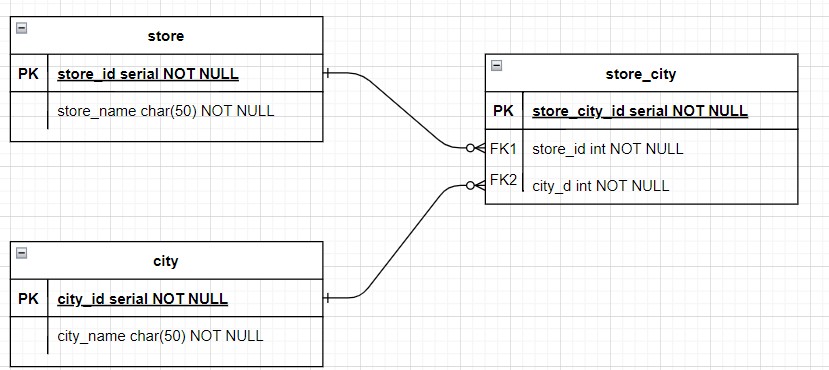 store
PK store_id serial NOT NULL
store_name char(50) NOT NULL
store_city
PK store_city_id serial NOT NULL
FK1 store_id int NOT NULL
FK2 city_d int NOT NULL
city
PK city_id serial NOT NULL
city_name char(50) NOT NULL